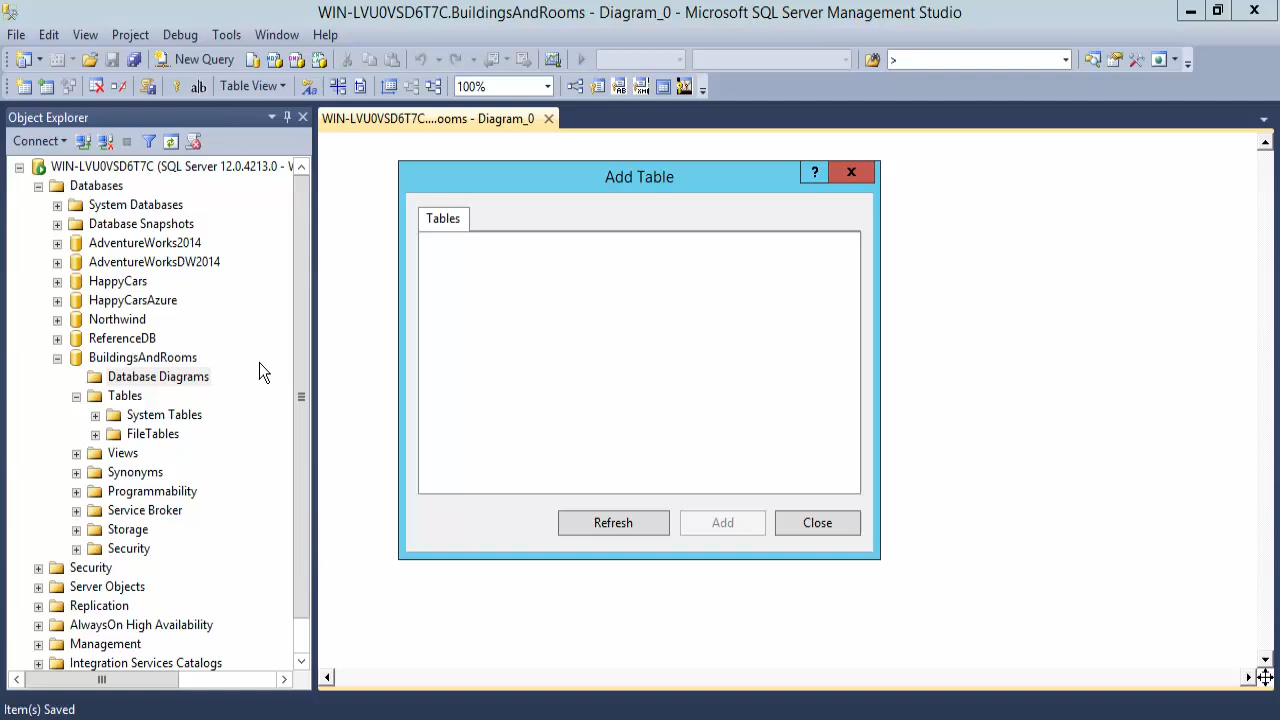 WIN-LVU0VSD6T7C.BuildingsAndRooms - Diagram_0 - Microsoft SQL Server Management Studio
File Edit View Project Debug Tools Window Help
New Query >
Table View 100%
Object Explorer
WIN-LVU0VSD6T7C....ooms - Diagram_0
Connect
WIN-LVU0VSD6T7C (SQL Server 12.0.4213.0 - W
Databases
System Databases
Database Snapshots
AdventureWorks2014
AdventureWorksDW2014
HappyCars
HappyCarsAzure
Northwind
ReferenceDB
BuildingsAndRooms
Database Diagrams
Tables
System Tables
FileTables
Views
Synonyms
Programmability
Service Broker
Storage
Security
Security
Server Objects
Replication
AlwaysOn High Availability
Management
Integration Services Catalogs
Add Table
?
Tables
Refresh Add Close
Item(s) Saved